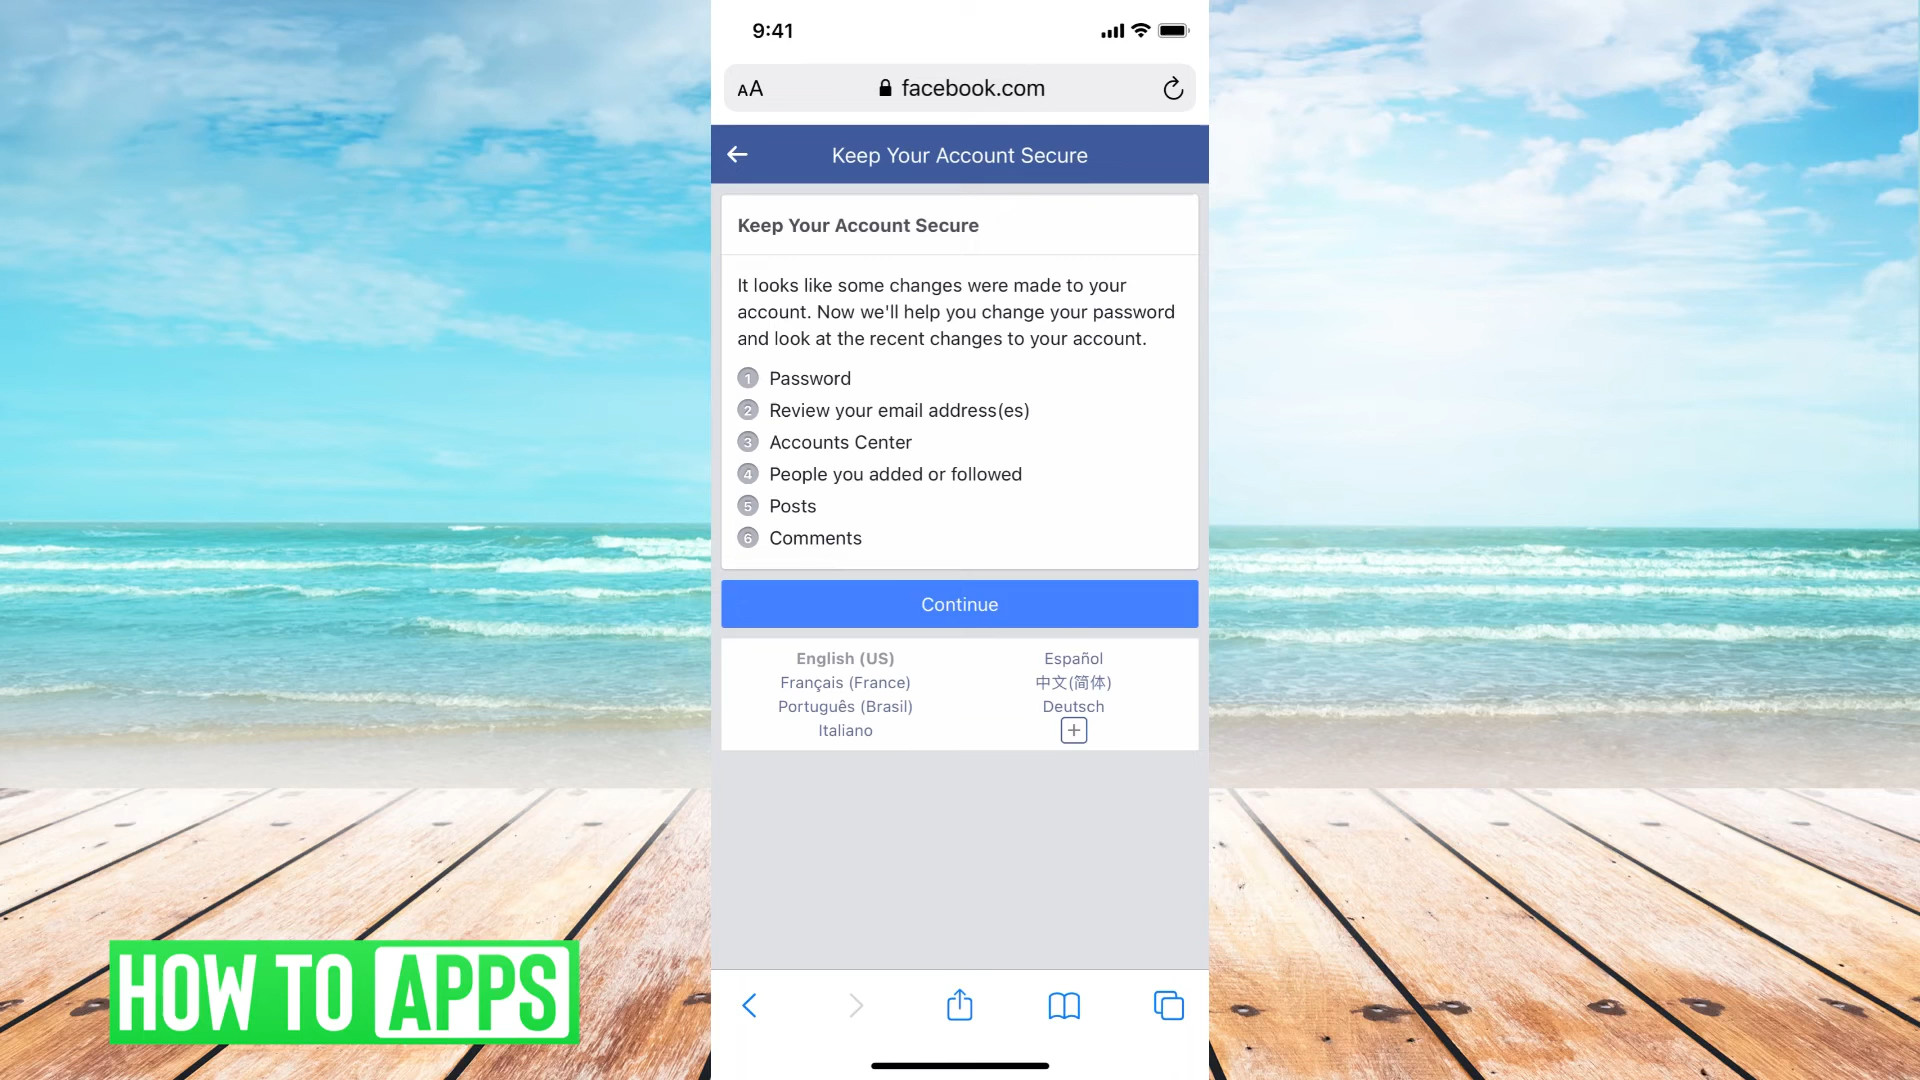 9:41
AA facebook.com
Keep Your Account Secure
Keep Your Account Secure
It looks like some changes were made to your
account. Now we'll help you change your password
and look at the recent changes to your account.
1 Password
2 Review your email address(es)
3 Accounts Center
4 People you added or followed
5 Posts
6 Comments
Continue
English (US) Español
Français (France) 中文(简体)
Português (Brasil) Deutsch
Italiano
HOW TO APPS